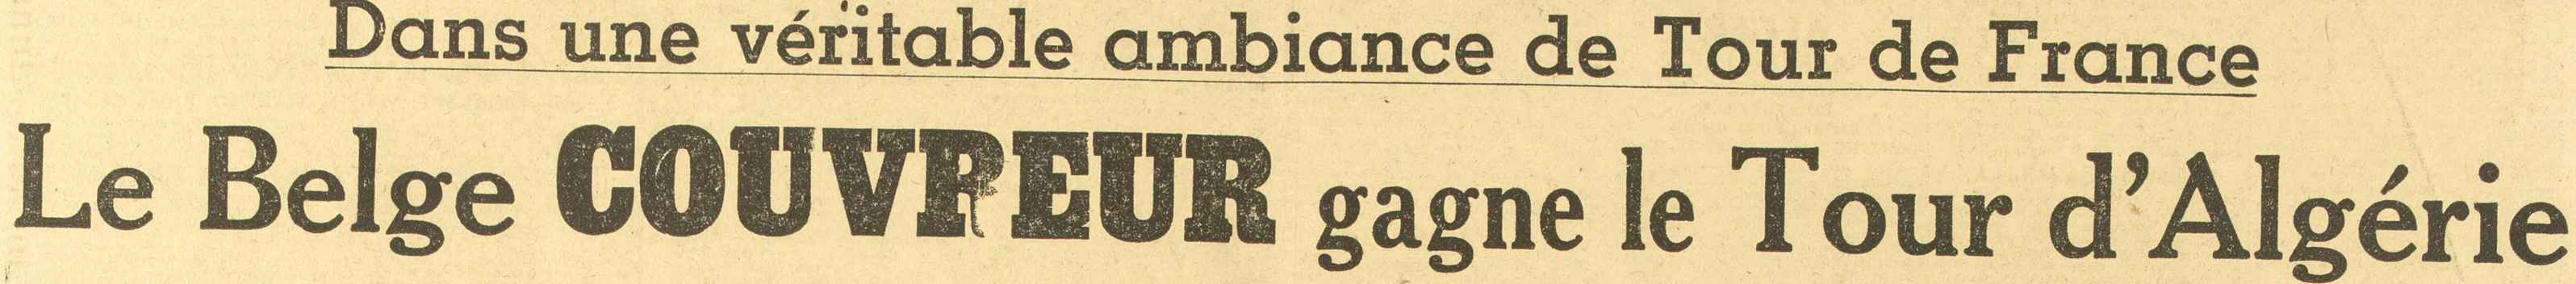 Dans une véritable ambiance de Tour de France
Le Belge COUVREUR gagne le Tour d'Algérie